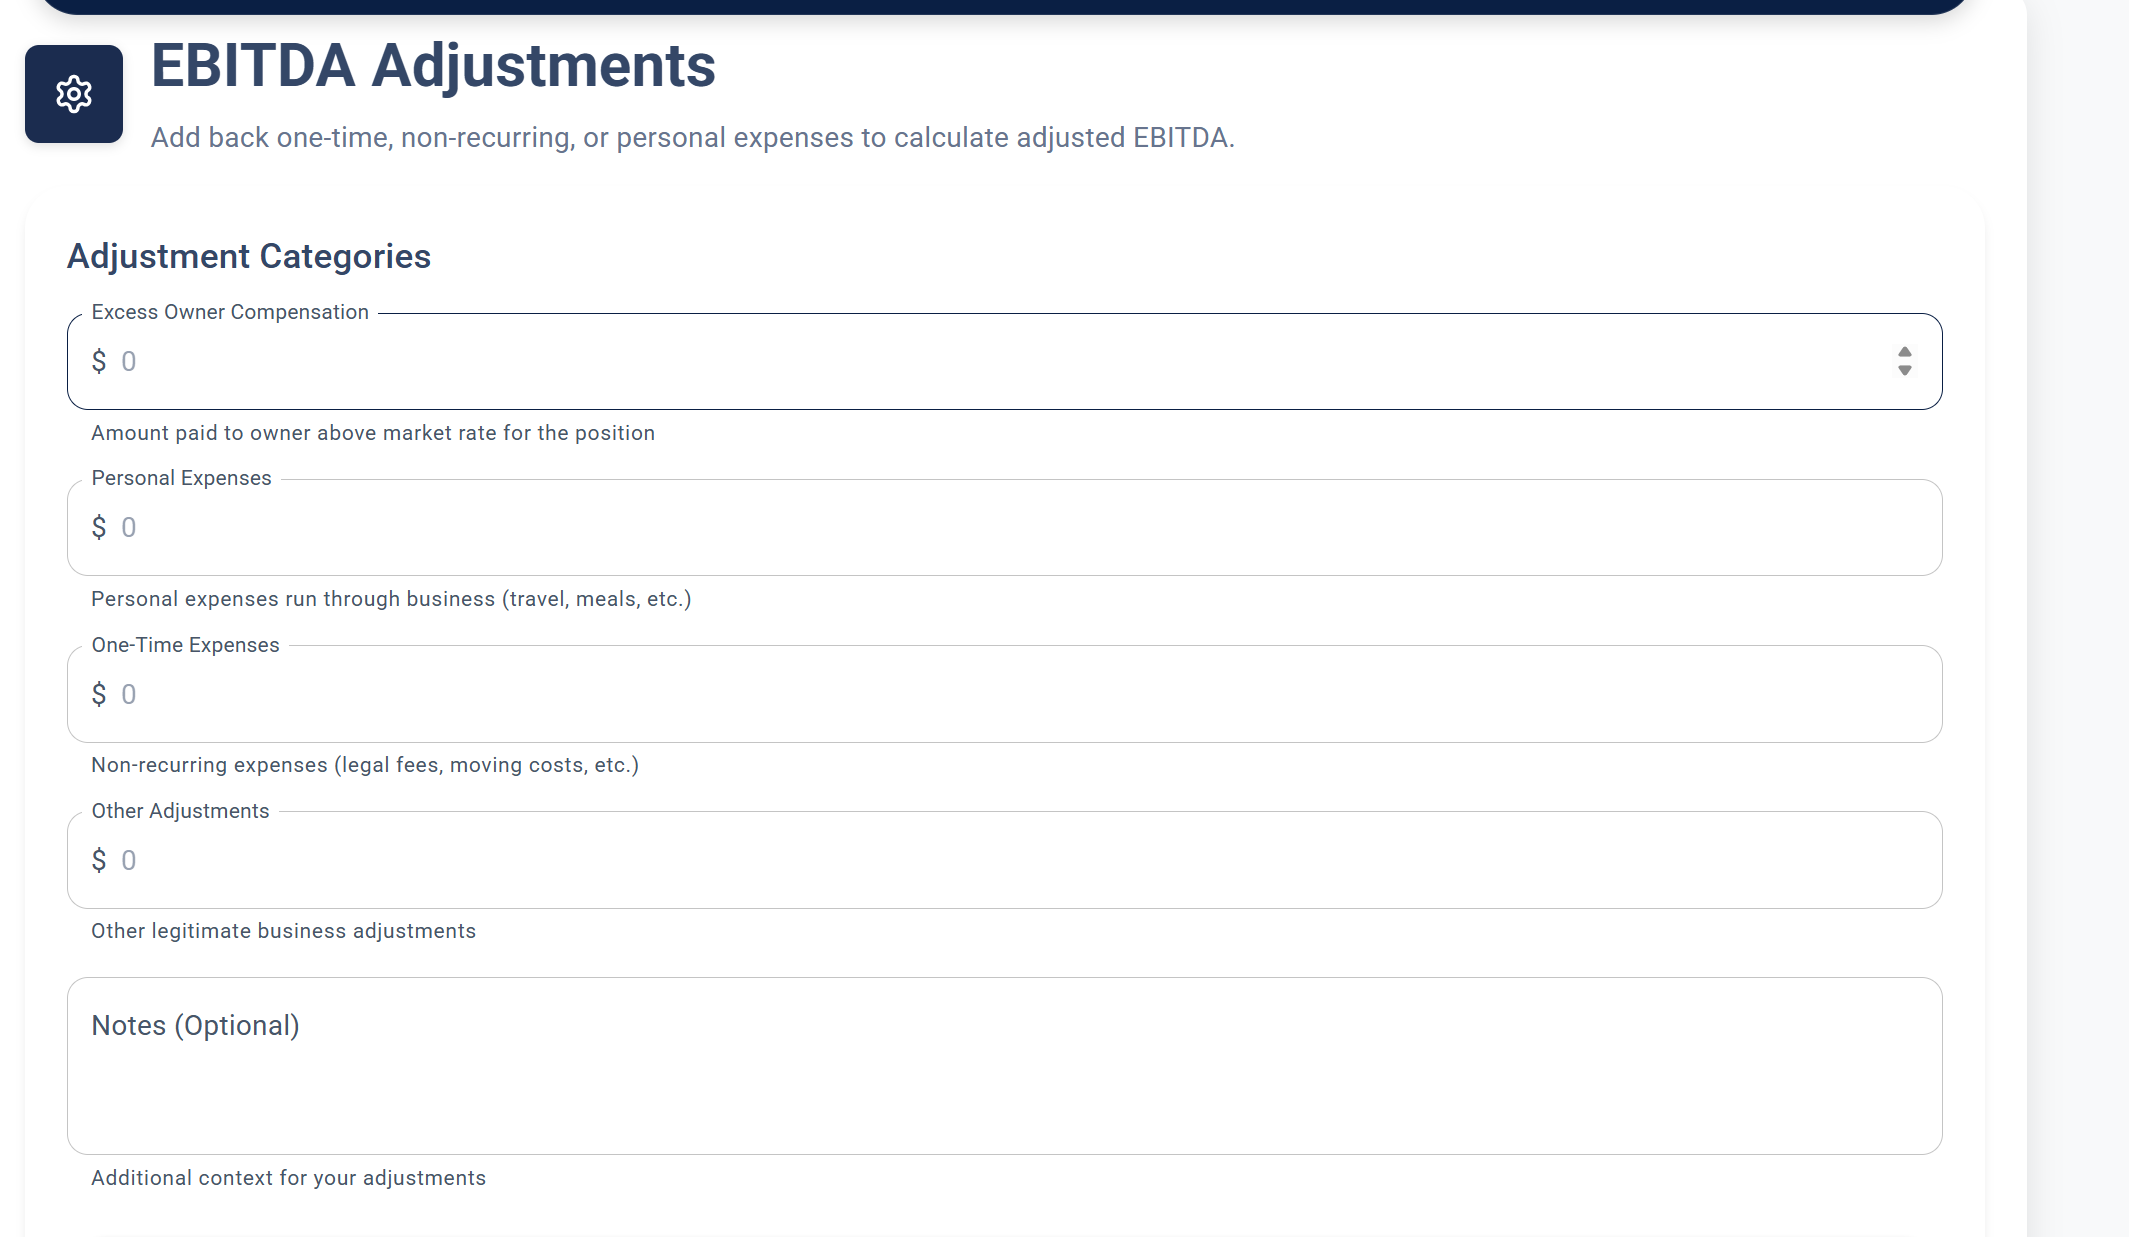 EBITDA Adjustments
Add back one-time, non-recurring, or personal expenses to calculate adjusted EBITDA.
Adjustment Categories
Excess Owner Compensation
$ 0
Amount paid to owner above market rate for the position
Personal Expenses
$ 0
Personal expenses run through business (travel, meals, etc.)
One-Time Expenses
$ 0
Non-recurring expenses (legal fees, moving costs, etc.)
Other Adjustments
$ 0
Other legitimate business adjustments
Notes (Optional)
Additional context for your adjustments